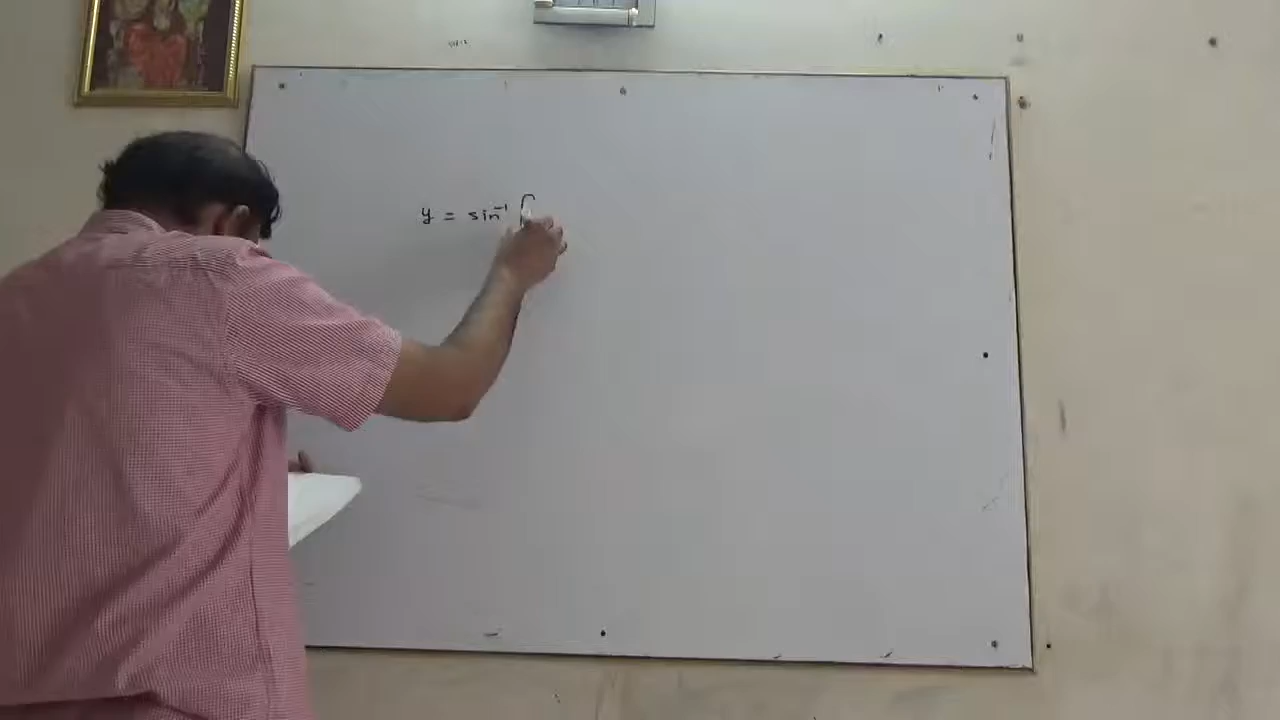 y = sin⁻¹ [